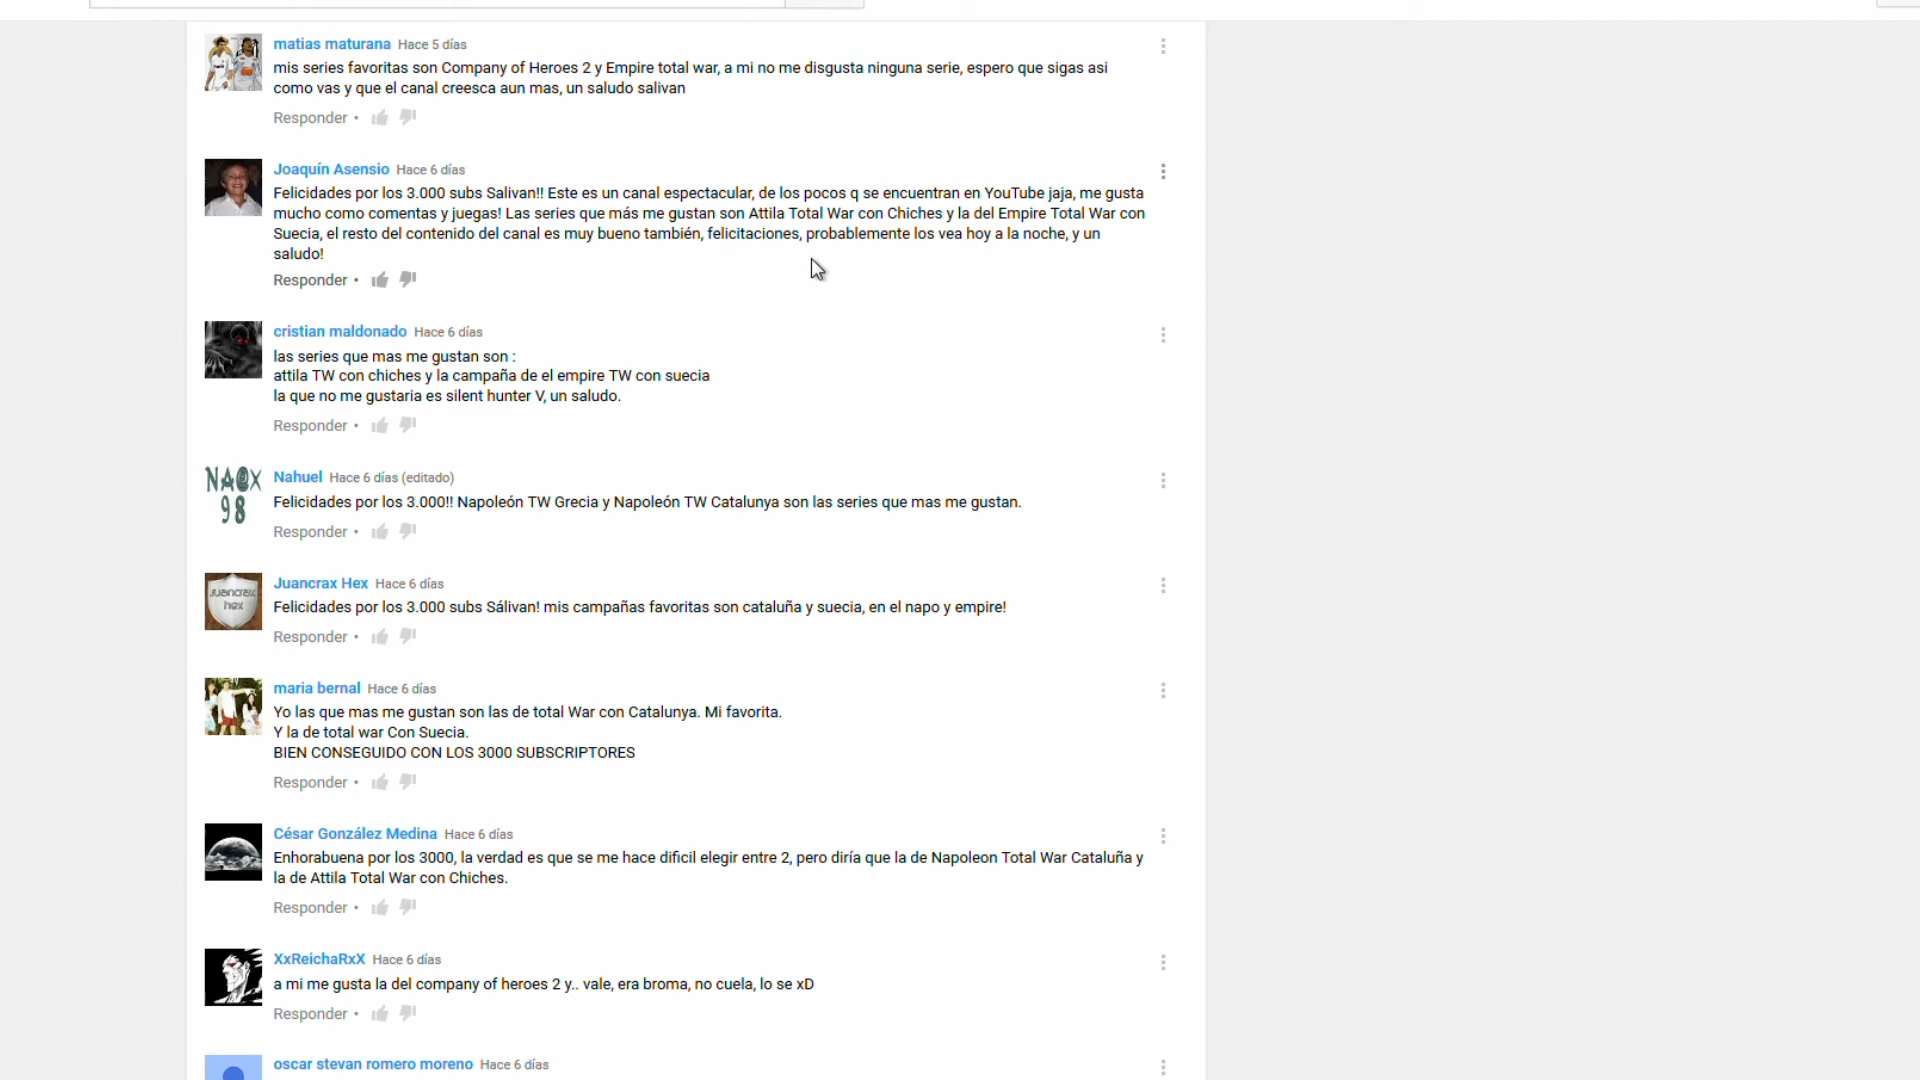 matias maturana Hace 5 días
mis series favoritas son Company of Heroes 2 y Empire total war, a mi no me disgusta ninguna serie, espero que sigas asi
como vas y que el canal creesca aun mas, un saludo salivan
Responder •
Joaquín Asensio Hace 6 días
Felicidades por los 3.000 subs Salivan!! Este es un canal espectacular, de los pocos q se encuentran en YouTube jaja, me gusta
mucho como comentas y juegas! Las series que más me gustan son Attila Total War con Chiches y la del Empire Total War con
Suecia, el resto del contenido del canal es muy bueno también, felicitaciones, probablemente los vea hoy a la noche, y un
saludo!
Responder •
cristian maldonado Hace 6 días
las series que mas me gustan son :
attila TW con chiches y la campaña de el empire TW con suecia
la que no me gustaria es silent hunter V, un saludo.
Responder •
NAOX
98
Nahuel Hace 6 días (editado)
Felicidades por los 3.000!! Napoleón TW Grecia y Napoleón TW Catalunya son las series que mas me gustan.
Responder •
Juancrax
hex
Juancrax Hex Hace 6 días
Felicidades por los 3.000 subs Sálivan! mis campañas favoritas son cataluña y suecia, en el napo y empire!
Responder •
maria bernal Hace 6 días
Yo las que mas me gustan son las de total War con Catalunya. Mi favorita.
Y la de total war Con Suecia.
BIEN CONSEGUIDO CON LOS 3000 SUBSCRIPTORES
Responder •
César González Medina Hace 6 días
Enhorabuena por los 3000, la verdad es que se me hace dificil elegir entre 2, pero diría que la de Napoleon Total War Cataluña y
la de Attila Total War con Chiches.
Responder •
XxReichaRxX Hace 6 días
a mi me gusta la del company of heroes 2 y.. vale, era broma, no cuela, lo se xD
Responder •
oscar stevan romero moreno Hace 6 días